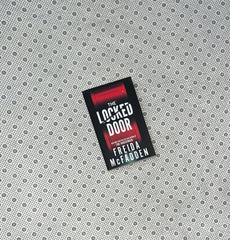 THE
LOCKED
DOOR
FREIDA
McFADDEN